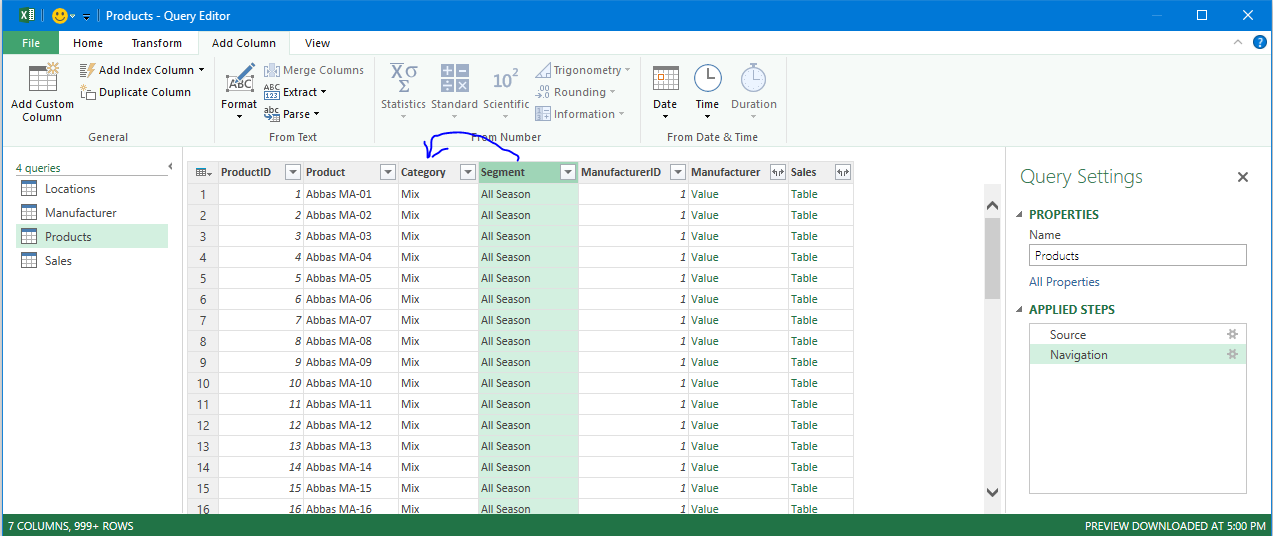 Products - Query Editor
File Home Transform Add Column View
Add Custom Column
Add Index Column
Duplicate Column
General
Format
ABC
Merge Columns
ABC 123 Extract
abc Parse
From Text
XΣσ Statistics
Standard
10² Scientific
Trigonometry
.00 Rounding
Information
From Number
Date
Time
Duration
From Date & Time
4 queries
Locations
Manufacturer
Products
Sales
ProductID Product Category Segment ManufacturerID Manufacturer Sales
1 1 Abbas MA-01 Mix All Season 1 Value Table
2 2 Abbas MA-02 Mix All Season 1 Value Table
3 3 Abbas MA-03 Mix All Season 1 Value Table
4 4 Abbas MA-04 Mix All Season 1 Value Table
5 5 Abbas MA-05 Mix All Season 1 Value Table
6 6 Abbas MA-06 Mix All Season 1 Value Table
7 7 Abbas MA-07 Mix All Season 1 Value Table
8 8 Abbas MA-08 Mix All Season 1 Value Table
9 9 Abbas MA-09 Mix All Season 1 Value Table
10 10 Abbas MA-10 Mix All Season 1 Value Table
11 11 Abbas MA-11 Mix All Season 1 Value Table
12 12 Abbas MA-12 Mix All Season 1 Value Table
13 13 Abbas MA-13 Mix All Season 1 Value Table
14 14 Abbas MA-14 Mix All Season 1 Value Table
15 15 Abbas MA-15 Mix All Season 1 Value Table
16 16 Abbas MA-16 Mix All Season 1 Value Table
Query Settings
PROPERTIES
Name
Products
All Properties
APPLIED STEPS
Source
Navigation
7 COLUMNS, 999+ ROWS
PREVIEW DOWNLOADED AT 5:00 PM